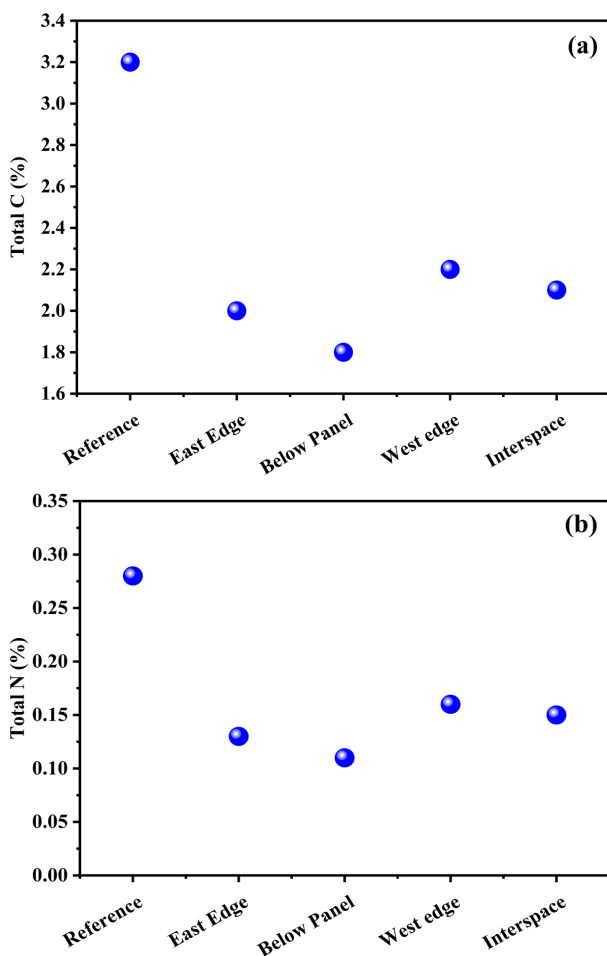 (a)
Total C (%)
3.4
3.2
3.0
2.8
2.6
2.4
2.2
2.0
1.8
1.6
Reference
East Edge
Below Panel
West edge
Interspace
(b)
Total N (%)
0.35
0.30
0.25
0.20
0.15
0.10
0.05
0.00
Reference
East Edge
Below Panel
West edge
Interspace